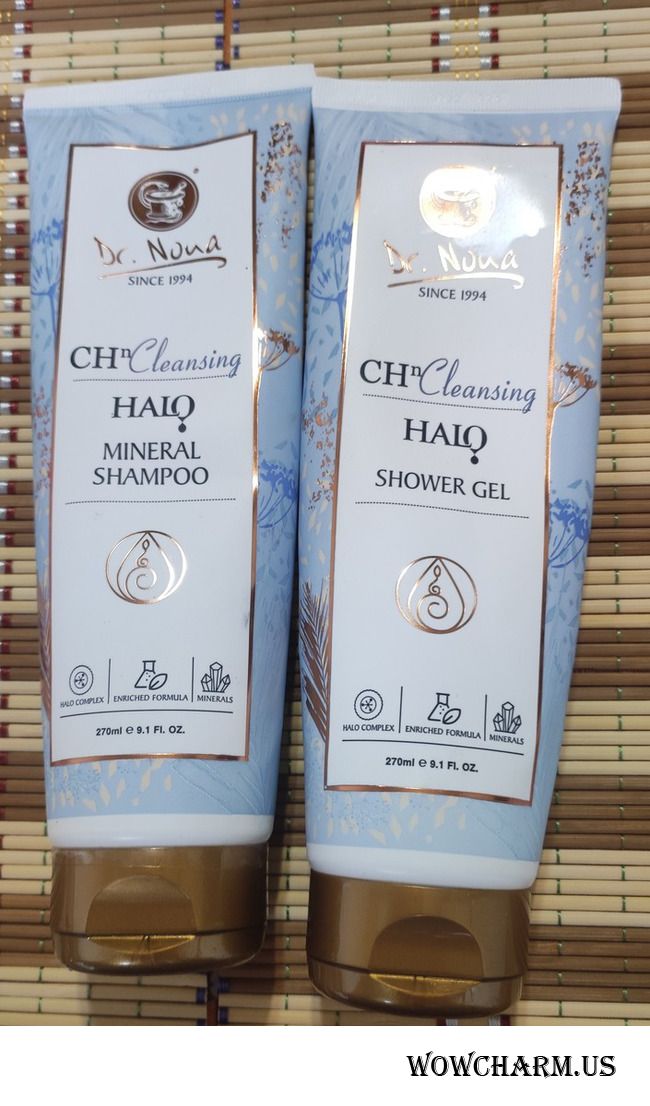 Dr. Nona
SINCE 1994
CHⁿ Cleansing
HALO
MINERAL
SHAMPOO
HALO COMPLEX
ENRICHED FORMULA
MINERALS
270ml ℮ 9.1 Fl. OZ.
Dr. Nona
SINCE 1994
CHⁿ Cleansing
HALO
SHOWER GEL
HALO COMPLEX
ENRICHED FORMULA
MINERALS
270ml ℮ 9.1 Fl. OZ.
WOWCHARM.US